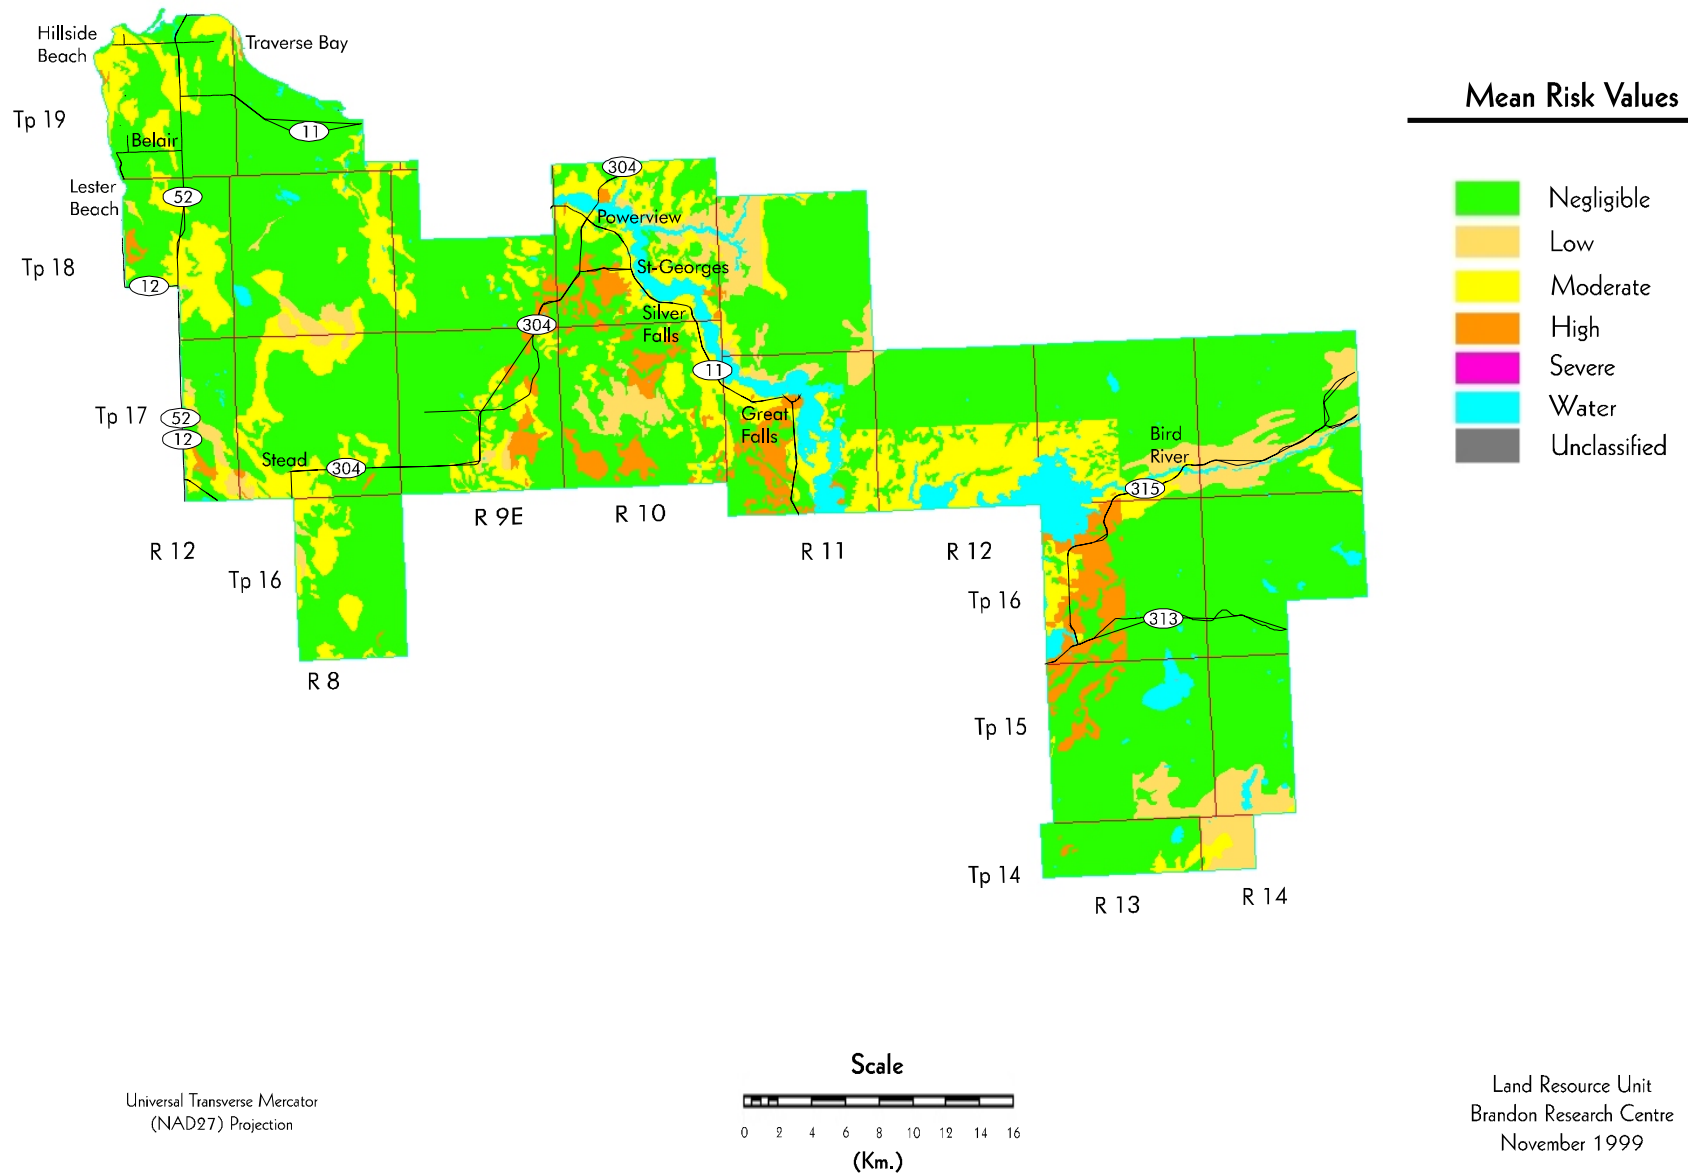 Hillside
Beach
Traverse Bay
Tp 19
11
Belair
Lester
Beach
52
Tp 18
12
304
Powerview
St-Georges
Silver
Falls
304
11
Tp 17
52
12
Great
Falls
Stead
304
Bird
River
315
R 9E
R 10
R 12
R 11
R 12
Tp 16
Tp 16
313
R 8
Tp 15
Tp 14
R 13
R 14
Mean Risk Values
Negligible
Low
Moderate
High
Severe
Water
Unclassified
Universal Transverse Mercator
(NAD27) Projection
Scale
0 2 4 6 8 10 12 14 16
(Km.)
Land Resource Unit
Brandon Research Centre
November 1999